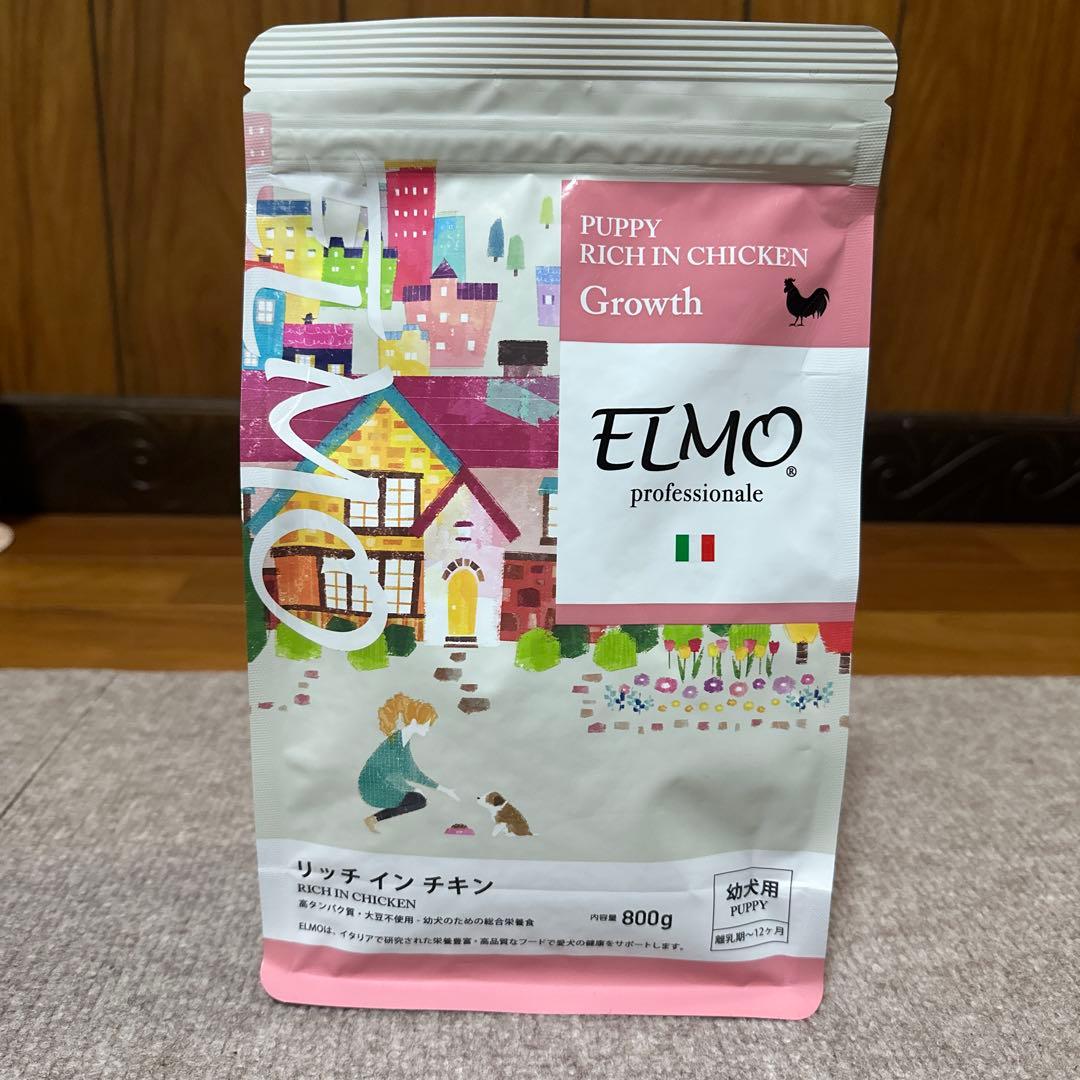 PUPPY
RICH IN CHICKEN
Growth
ELMO®
professionale
ELMO
リッチ イン チキン
RICH IN CHICKEN
高タンパク質・大豆不使用 - 幼犬のための総合栄養食
ELMOは、イタリアで研究された栄養豊富・高品質なフードで愛犬の健康をサポートします。
内容量 800g
幼犬用
PUPPY
離乳期～12ヶ月